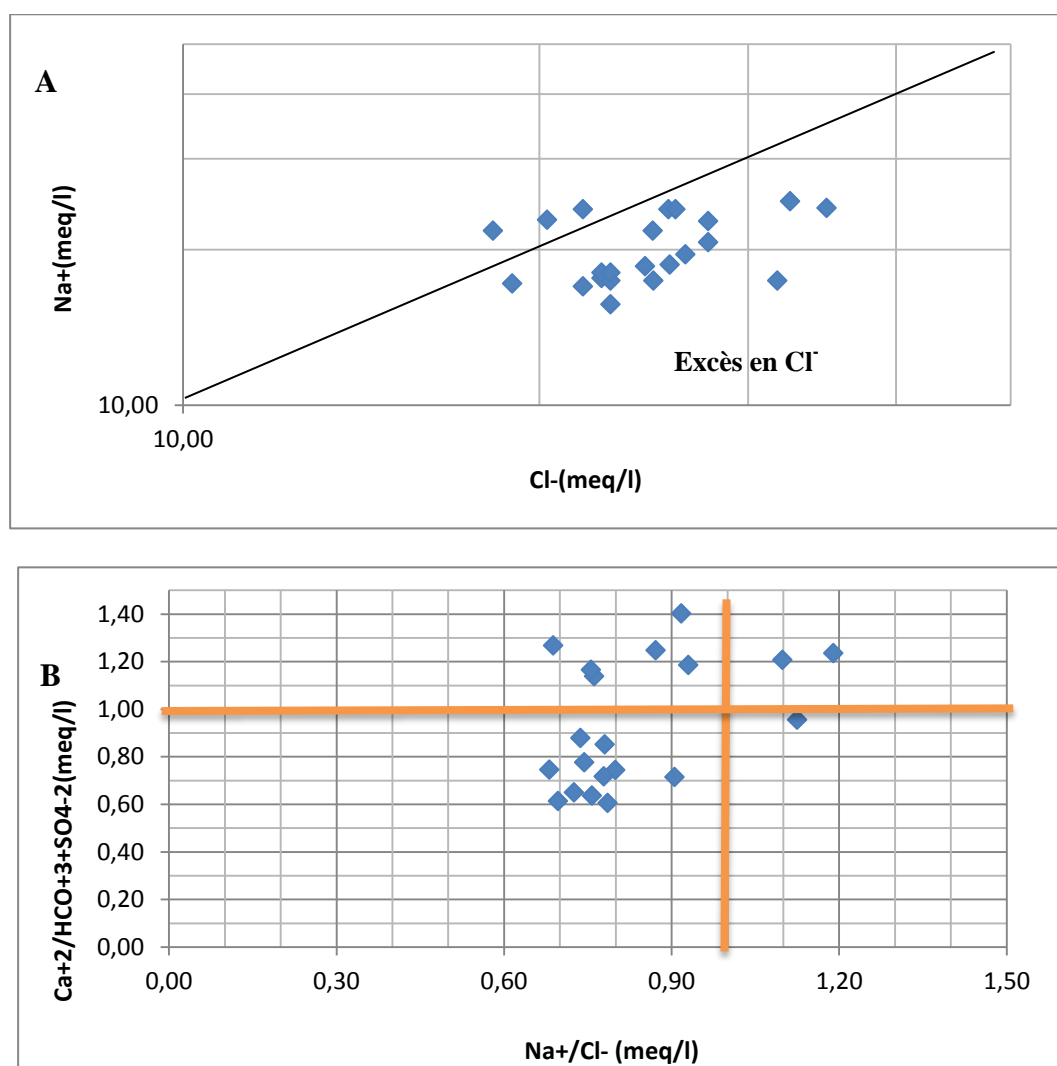 A
Na+(meq/l)
10,00
10,00
Excès en Cl-
Cl-(meq/l)
B
Ca+2/HCO+3+SO4-2(meq/l)
1,40
1,20
1,00
0,80
0,60
0,40
0,20
0,00
0,00 0,30 0,60 0,90 1,20 1,50
Na+/Cl- (meq/l)